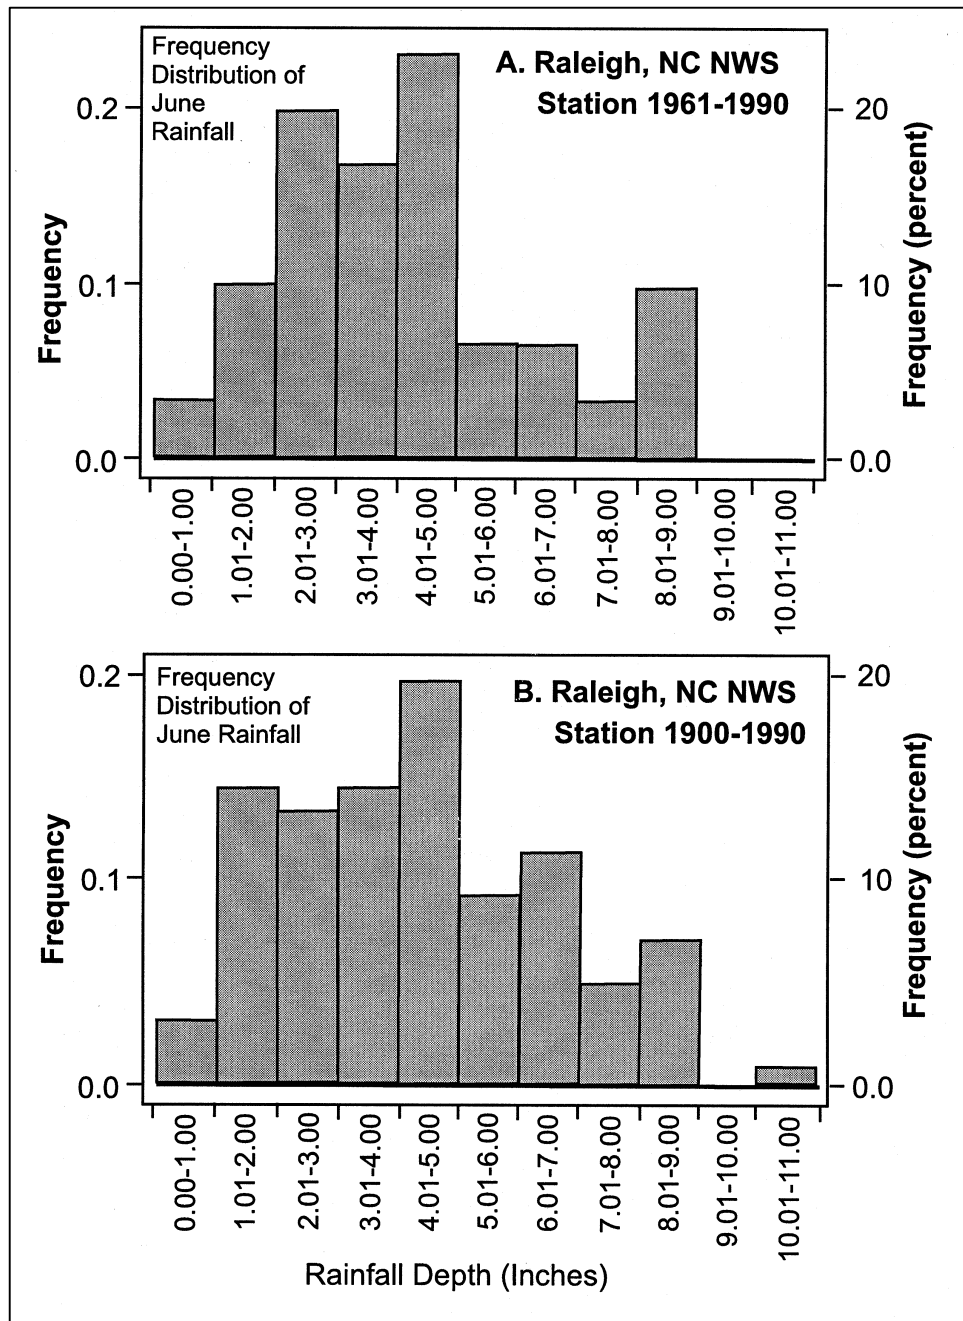 Frequency
Distribution of
June
Rainfall
A. Raleigh, NC NWS
Station 1961-1990
Frequency
0.2
0.1
0.0
20
10
0.0
Frequency (percent)
0.00-1.00
1.01-2.00
2.01-3.00
3.01-4.00
4.01-5.00
5.01-6.00
6.01-7.00
7.01-8.00
8.01-9.00
9.01-10.00
10.01-11.00
Frequency
Distribution of
June Rainfall
B. Raleigh, NC NWS
Station 1900-1990
Frequency
0.2
0.1
0.0
20
10
0.0
Frequency (percent)
0.00-1.00
1.01-2.00
2.01-3.00
3.01-4.00
4.01-5.00
5.01-6.00
6.01-7.00
7.01-8.00
8.01-9.00
9.01-10.00
10.01-11.00
Rainfall Depth (Inches)